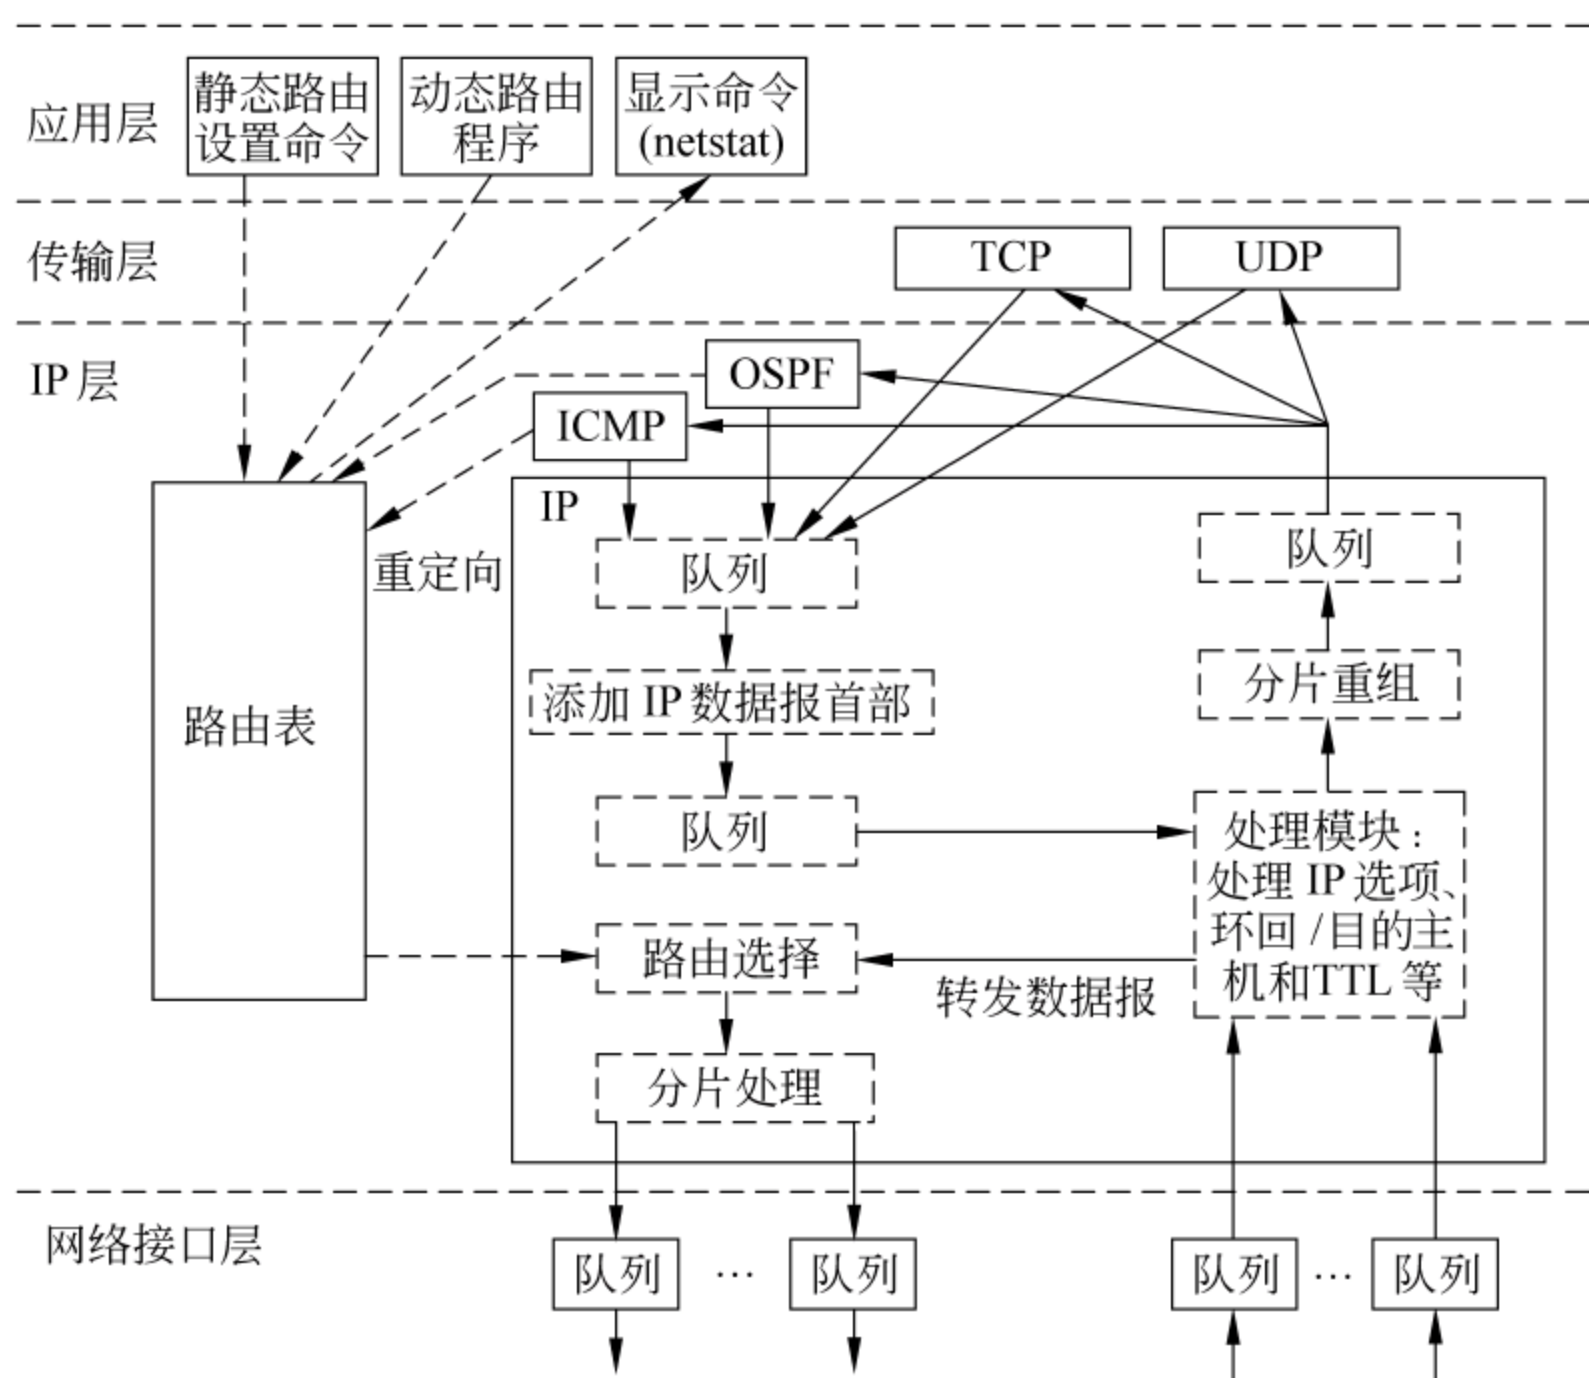 应用层
静态路由
设置命令
动态路由
程序
显示命令
(netstat)
传输层
TCP
UDP
IP 层
OSPF
ICMP
IP
重定向
队列
队列
添加 IP 数据报首部
分片重组
路由表
队列
处理模块：
处理 IP 选项、
环回 /目的主
机和TTL 等
路由选择
转发数据报
分片处理
网络接口层
队列
…
队列
队列
…
队列